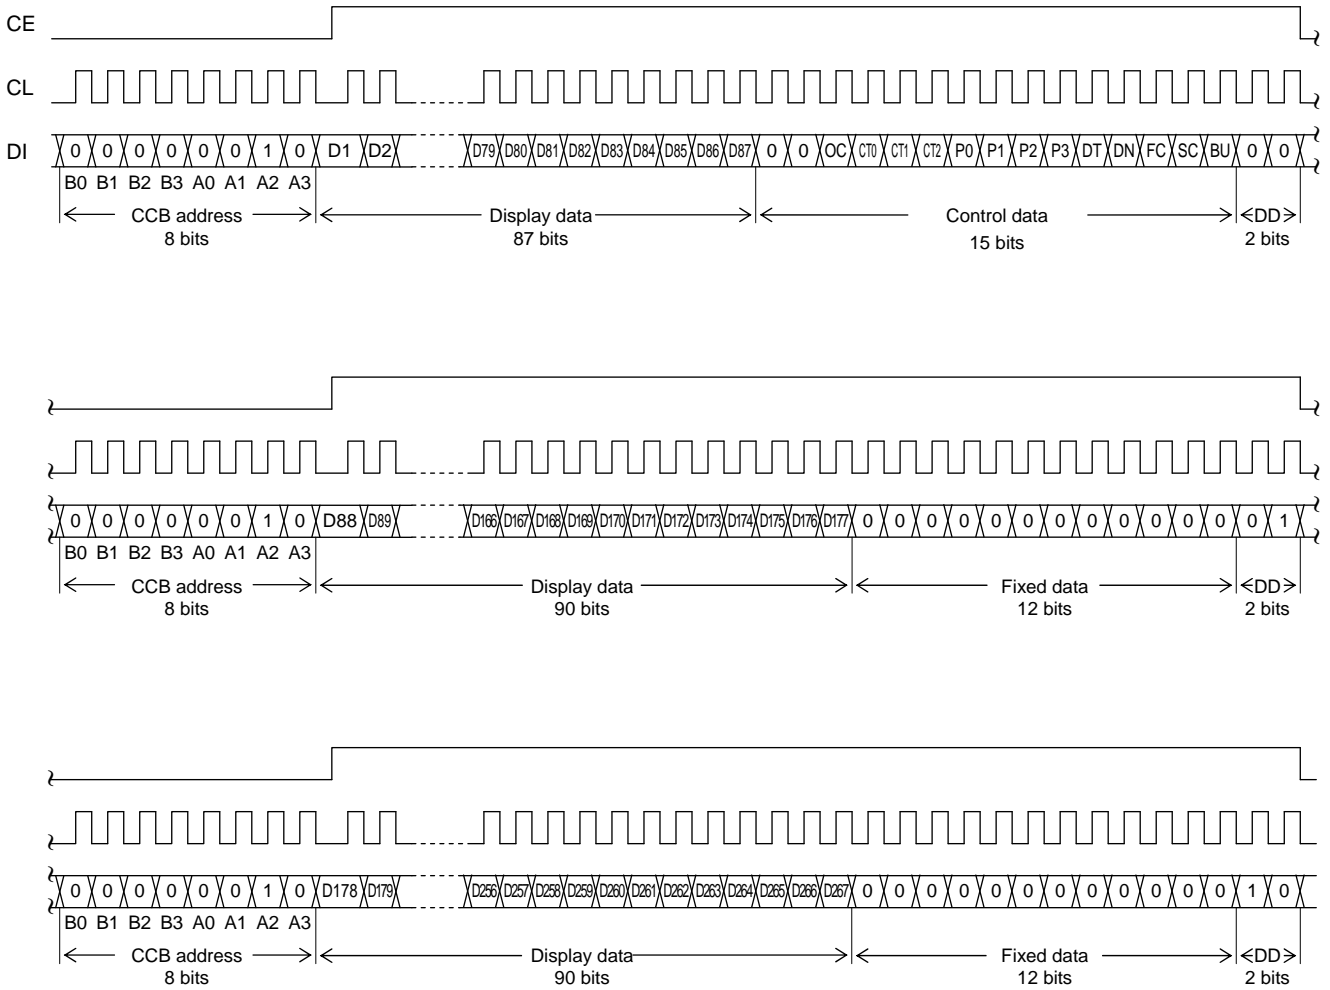 CE
CL
DI 0 0 0 0 0 0 1 0 D1 D2 D79 D80 D81 D82 D83 D84 D85 D86 D87 0 0 OC CT0 CT1 CT2 P0 P1 P2 P3 DT DN FC SC BU 0 0
B0 B1 B2 B3 A0 A1 A2 A3
CCB address Display data Control data DD
8 bits 87 bits 15 bits 2 bits
0 0 0 0 0 0 1 0 D88 D89 D166 D167 D168 D169 D170 D171 D172 D173 D174 D175 D176 D177 0 0 0 0 0 0 0 0 0 0 0 0 0 1
B0 B1 B2 B3 A0 A1 A2 A3
CCB address Display data Fixed data DD
8 bits 90 bits 12 bits 2 bits
0 0 0 0 0 0 1 0 D178 D179 D256 D257 D258 D259 D260 D261 D262 D263 D264 D265 D266 D267 0 0 0 0 0 0 0 0 0 0 0 0 1 0
B0 B1 B2 B3 A0 A1 A2 A3
CCB address Display data Fixed data DD
8 bits 90 bits 12 bits 2 bits